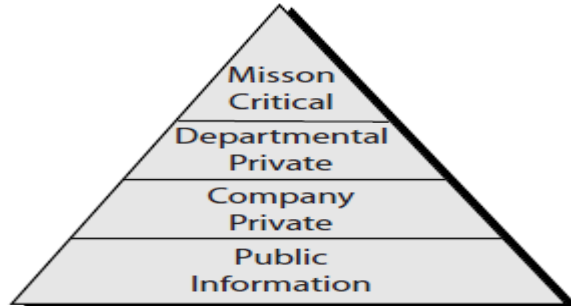 Misson
Critical
Departmental
Private
Company
Private
Public
Information